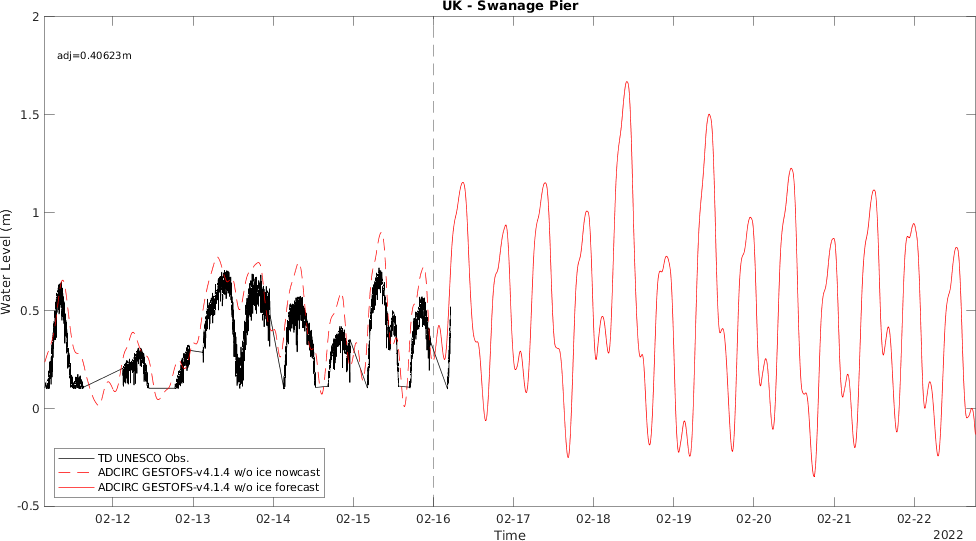 UK - Swanage Pier
adj=0.40623m
2
1.5
1
0.5
0
-0.5
Water Level (m)
TD UNESCO Obs.
ADCIRC GESTOFS-v4.1.4 w/o ice nowcast
ADCIRC GESTOFS-v4.1.4 w/o ice forecast
02-12 02-13 02-14 02-15 02-16 02-17 02-18 02-19 02-20 02-21 02-22
Time
2022